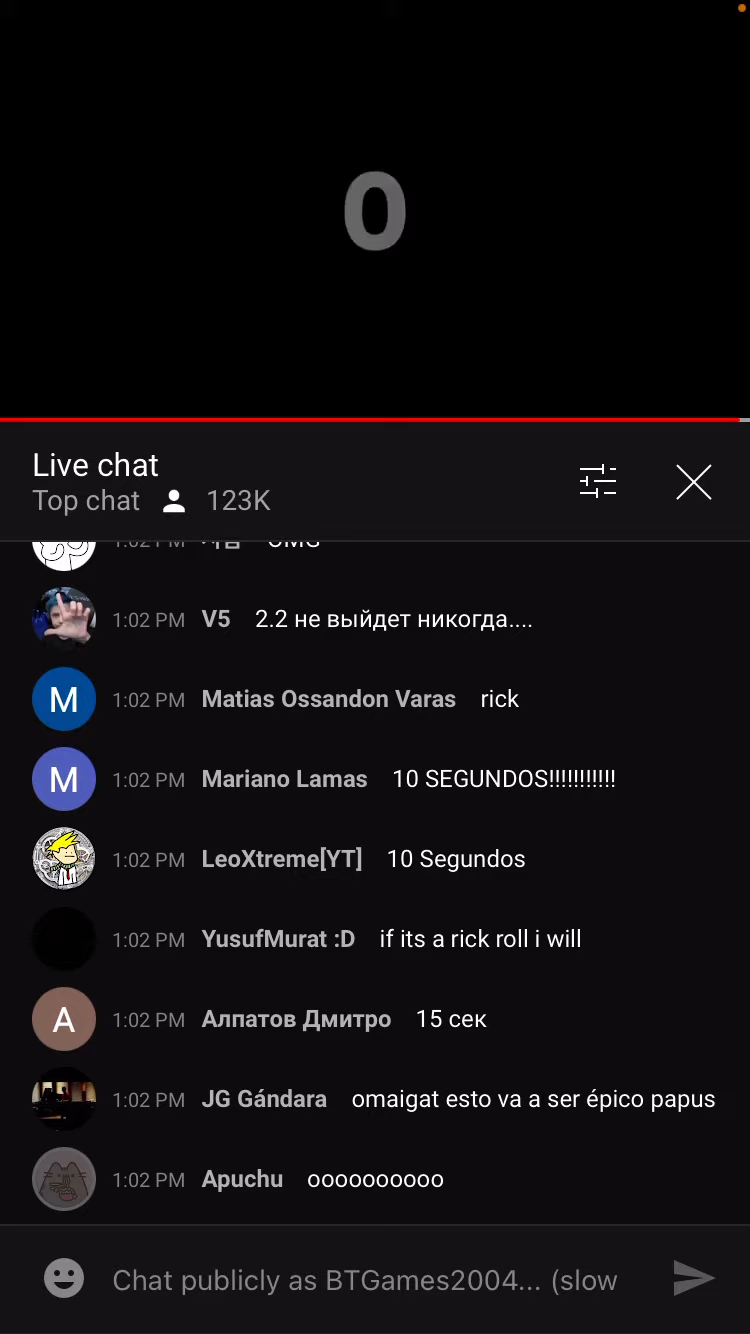 0
Live chat
Top chat 123K
OMG
1:02 PM V5 2.2 не выйдет никогда....
M 1:02 PM Matias Ossandon Varas rick
M 1:02 PM Mariano Lamas 10 SEGUNDOS!!!!!!!!!!!
1:02 PM LeoXtreme[YT] 10 Segundos
1:02 PM YusufMurat :D if its a rick roll i will
A 1:02 PM Алпатов Дмитро 15 сек
1:02 PM JG Gándara omaigat esto va a ser épico papus
1:02 PM Apuchu oooooooooo
Chat publicly as BTGames2004... (slow